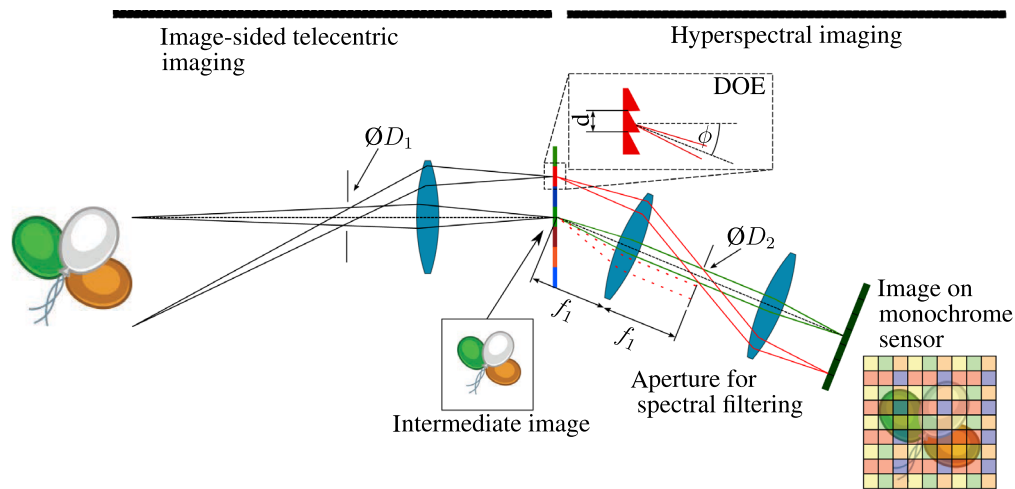 Image-sided telecentric
imaging
Hyperspectral imaging
DOE
d
ϕ
ØD₁
ØD₂
f₁
f₁
Image on
monochrome
sensor
Aperture for
spectral filtering
Intermediate image